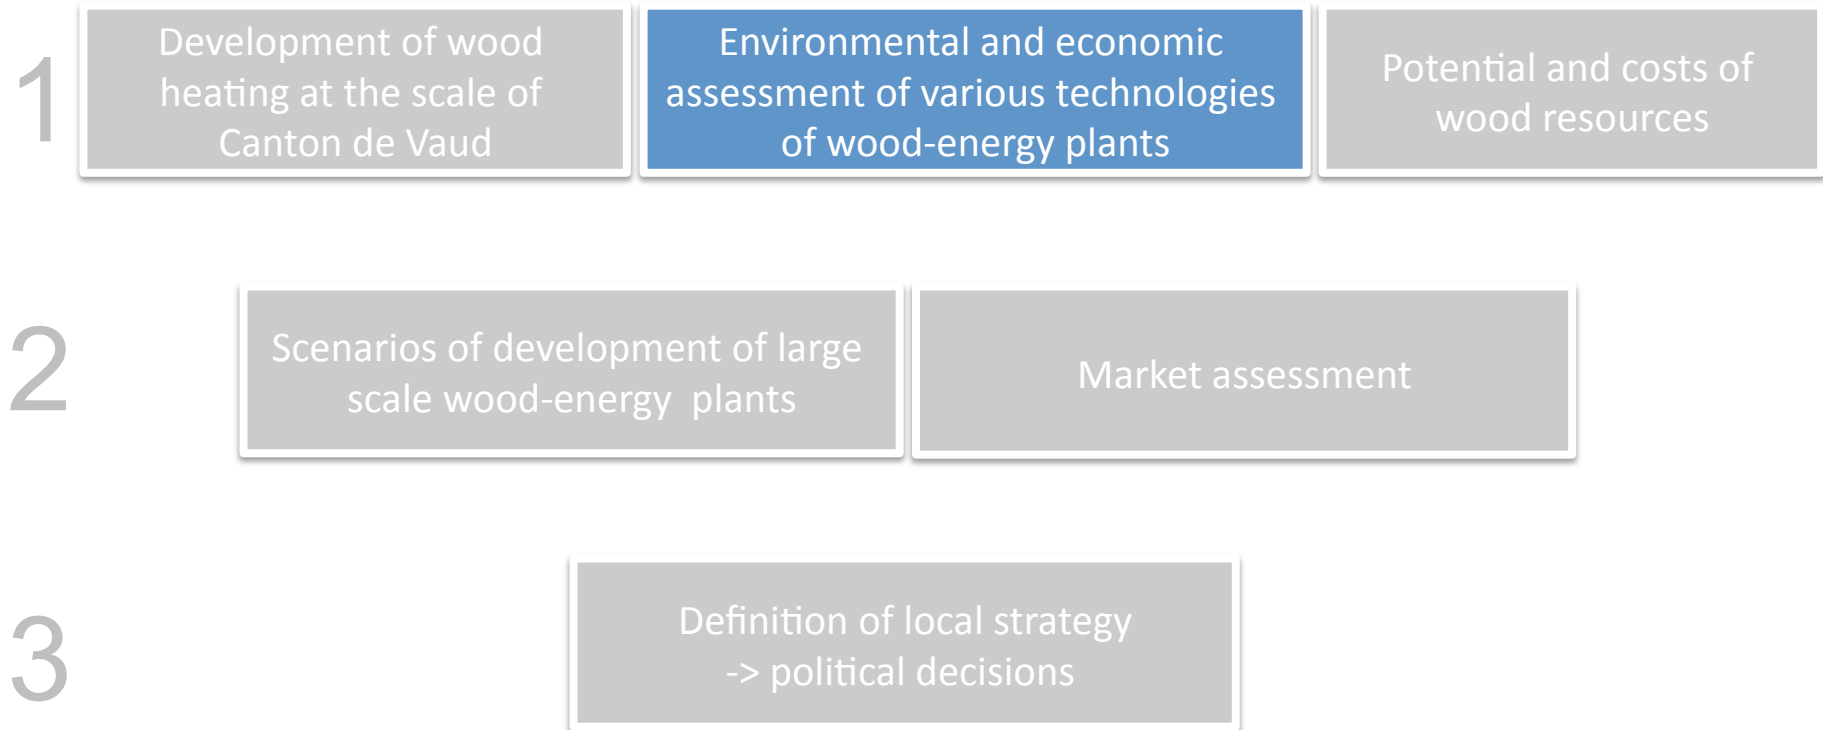 1
Development of wood
heating at the scale of
Canton de Vaud
Environmental and economic
assessment of various technologies
of wood-energy plants
Potential and costs of
wood resources
2
Scenarios of development of large
scale wood-energy plants
Market assessment
3
Definition of local strategy
-> political decisions